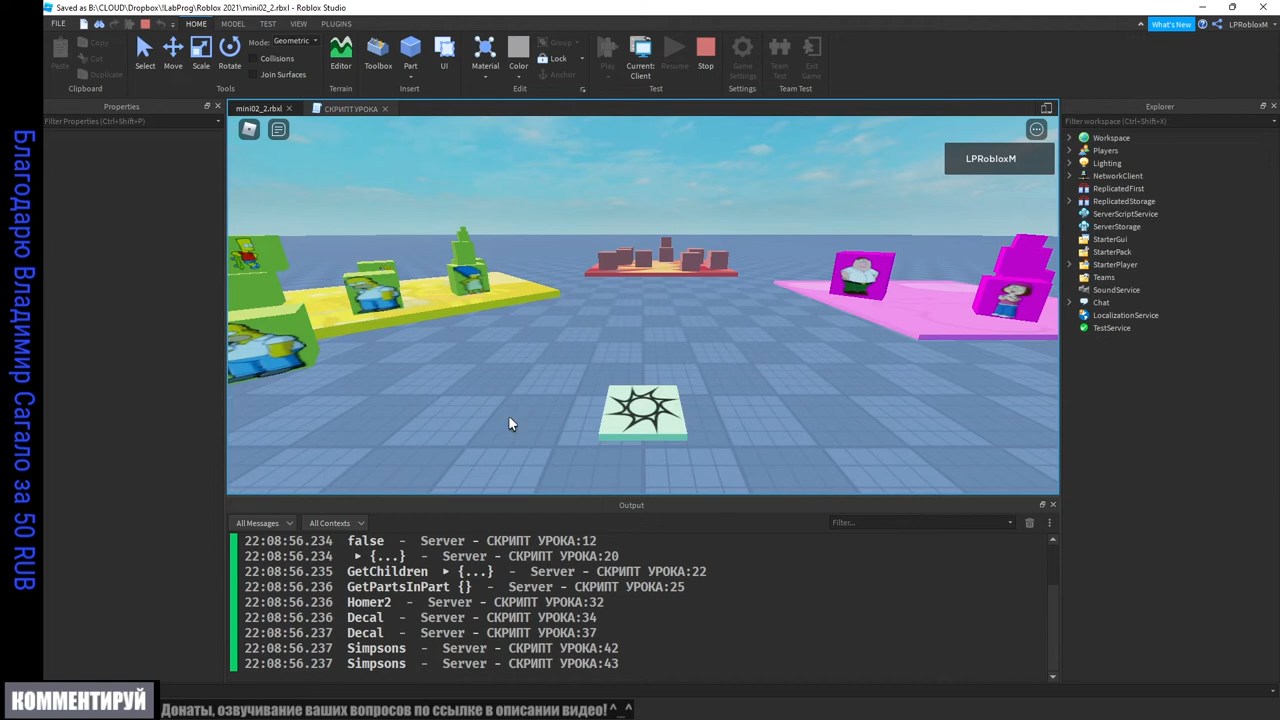 Saved as B:\CLOUD\Dropbox\!LabProg\Roblox 2021\mini02_2.rbxl - Roblox Studio
FILE HOME MODEL TEST VIEW PLUGINS What's New LPRobloxM
Paste Copy Cut Duplicate
Clipboard
Select Move Scale Rotate
Mode: Geometric
Collisions
Join Surfaces
Tools
Editor
Terrain
Toolbox Part UI
Insert
Material Color
Group
Lock
Anchor
Edit
Play Current: Client Resume Stop
Test
Game Settings
Settings
Team Test Exit Game
Team Test
Properties
Filter Properties (Ctrl+Shift+P)
mini02_2.rbxl
СКРИПТ УРОКА
LPRobloxM
Explorer
Filter workspace (Ctrl+Shift+X)
Workspace
Players
Lighting
NetworkClient
ReplicatedFirst
ReplicatedStorage
ServerScriptService
ServerStorage
StarterGui
StarterPack
StarterPlayer
Teams
SoundService
Chat
LocalizationService
TestService
Output
All Messages All Contexts Filter...
22:08:56.234 false - Server - СКРИПТ УРОКА:12
22:08:56.234 ▶ {...} - Server - СКРИПТ УРОКА:20
22:08:56.235 GetChildren ▶ {...} - Server - СКРИПТ УРОКА:22
22:08:56.236 GetPartsInPart {} - Server - СКРИПТ УРОКА:25
22:08:56.236 Homer2 - Server - СКРИПТ УРОКА:32
22:08:56.236 Decal - Server - СКРИПТ УРОКА:34
22:08:56.237 Decal - Server - СКРИПТ УРОКА:37
22:08:56.237 Simpsons - Server - СКРИПТ УРОКА:42
22:08:56.237 Simpsons - Server - СКРИПТ УРОКА:43
Благодарю Владимир Сагало за 50 RUB
КОММЕНТИРУЙ
Донаты, озвучивание ваших вопросов по ссылке в описании видео! ^_^